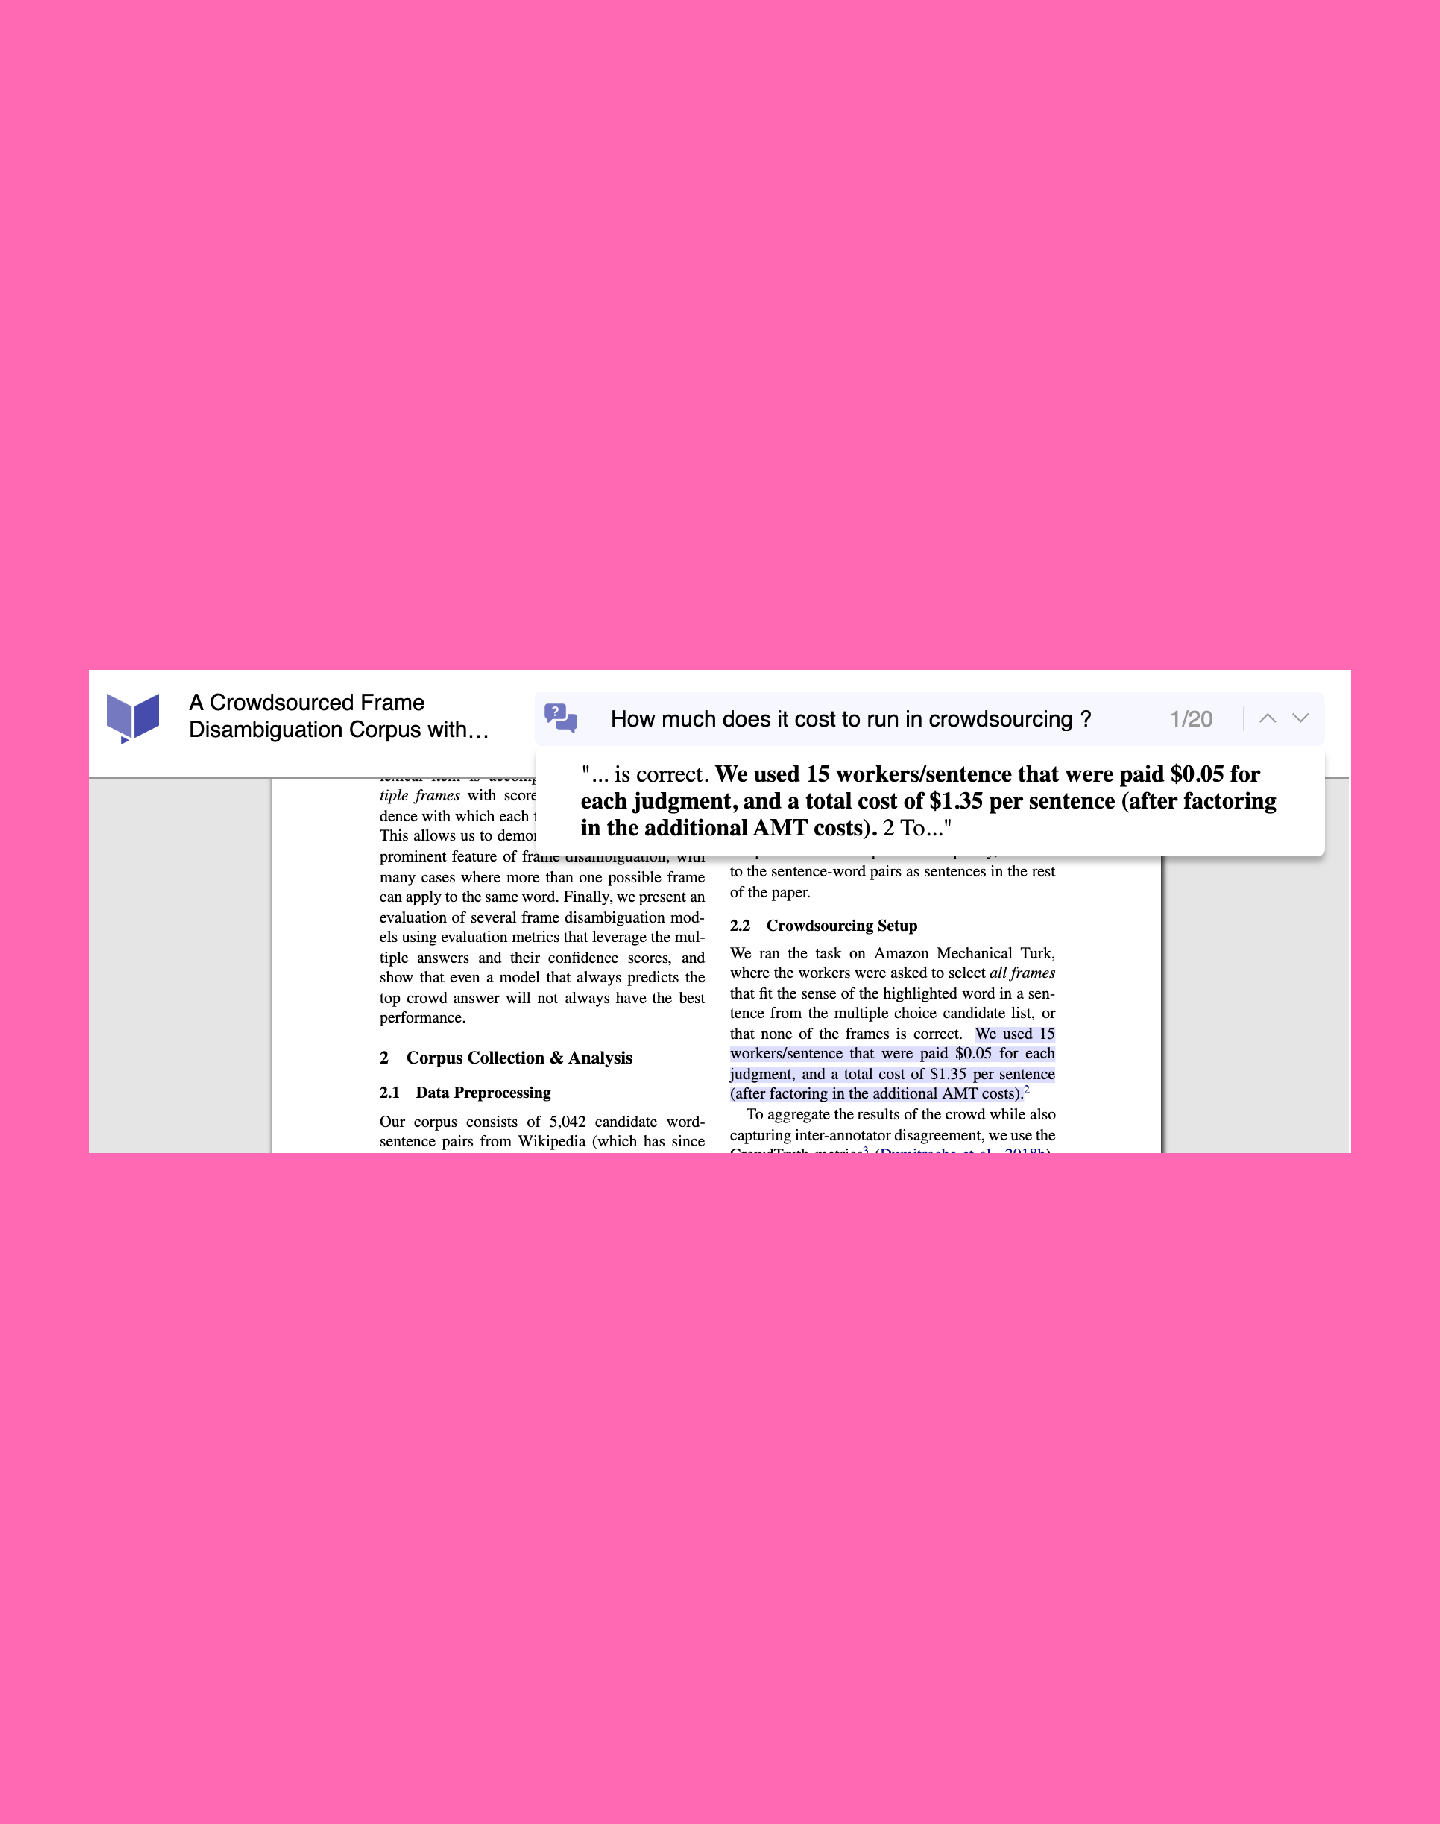 A Crowdsourced Frame
Disambiguation Corpus with...
How much does it cost to run in crowdsourcing ?
1/20
"... is correct. We used 15 workers/sentence that were paid $0.05 for
each judgment, and a total cost of $1.35 per sentence (after factoring
in the additional AMT costs). 2 To..."
tiple frames with score
dence with which each
This allows us to demo
prominent feature of frame disambiguation, with
many cases where more than one possible frame
can apply to the same word. Finally, we present an
evaluation of several frame disambiguation mod-
els using evaluation metrics that leverage the mul-
tiple answers and their confidence scores, and
show that even a model that always predicts the
top crowd answer will not always have the best
performance.
2 Corpus Collection & Analysis
2.1 Data Preprocessing
Our corpus consists of 5,042 candidate word-
sentence pairs from Wikipedia (which has since
to the sentence-word pairs as sentences in the rest
of the paper.
2.2 Crowdsourcing Setup
We ran the task on Amazon Mechanical Turk,
where the workers were asked to select all frames
that fit the sense of the highlighted word in a sen-
tence from the multiple choice candidate list, or
that none of the frames is correct. We used 15
workers/sentence that were paid $0.05 for each
judgment, and a total cost of $1.35 per sentence
(after factoring in the additional AMT costs).2
To aggregate the results of the crowd while also
capturing inter-annotator disagreement, we use the